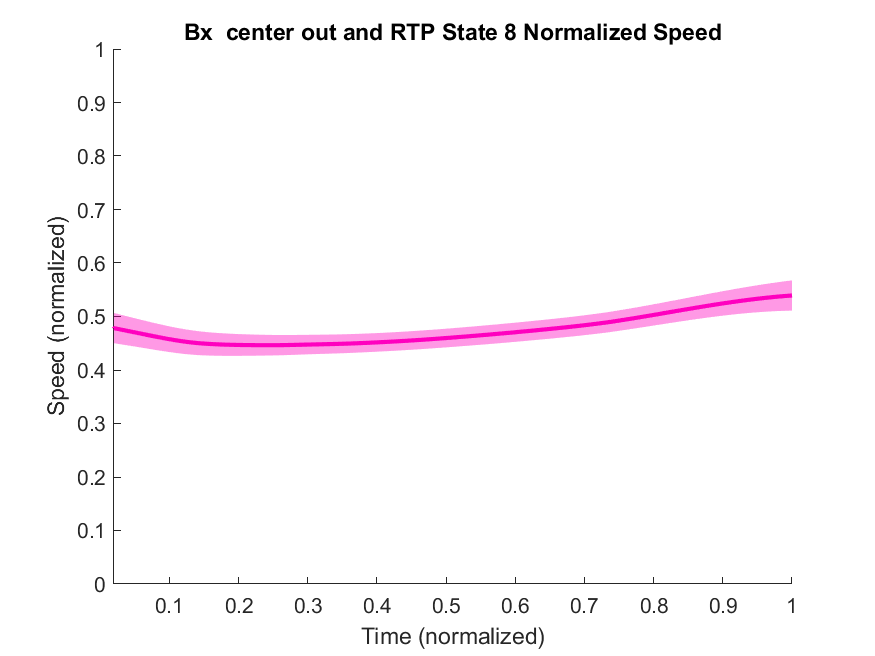 Bx  center out and RTP State 8 Normalized Speed
1
0.9
0.8
0.7
0.6
0.5
0.4
0.3
0.2
0.1
0
Speed (normalized)
0.1 0.2 0.3 0.4 0.5 0.6 0.7 0.8 0.9 1
Time (normalized)